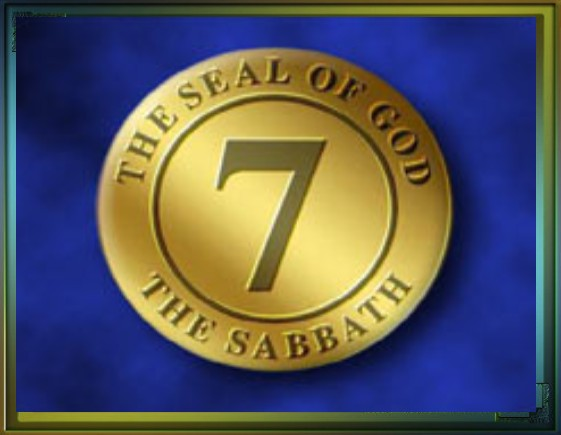 THE SEAL OF GOD
7
THE SABBATH